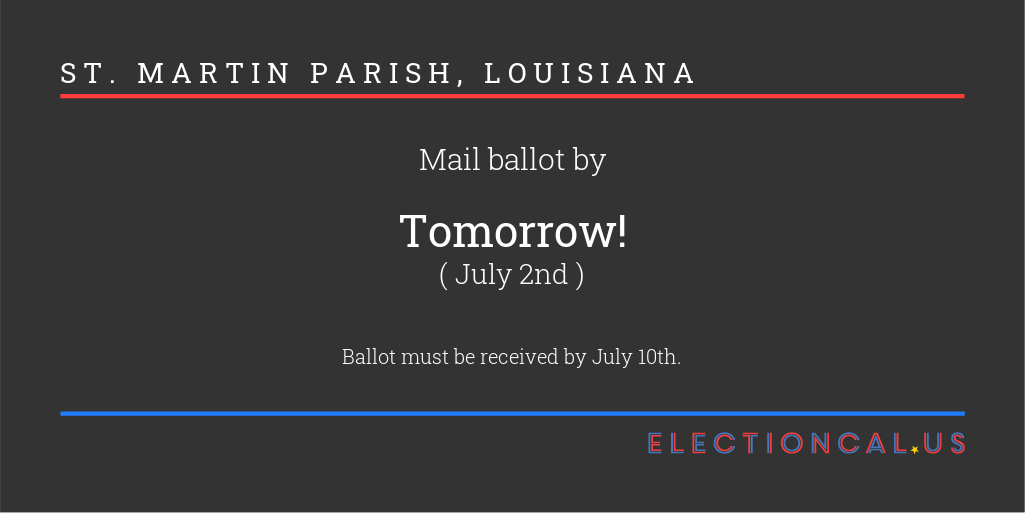 ST. MARTIN PARISH, LOUISIANA
Mail ballot by
Tomorrow!
( July 2nd )
Ballot must be received by July 10th.
ELECTIONCAL★US